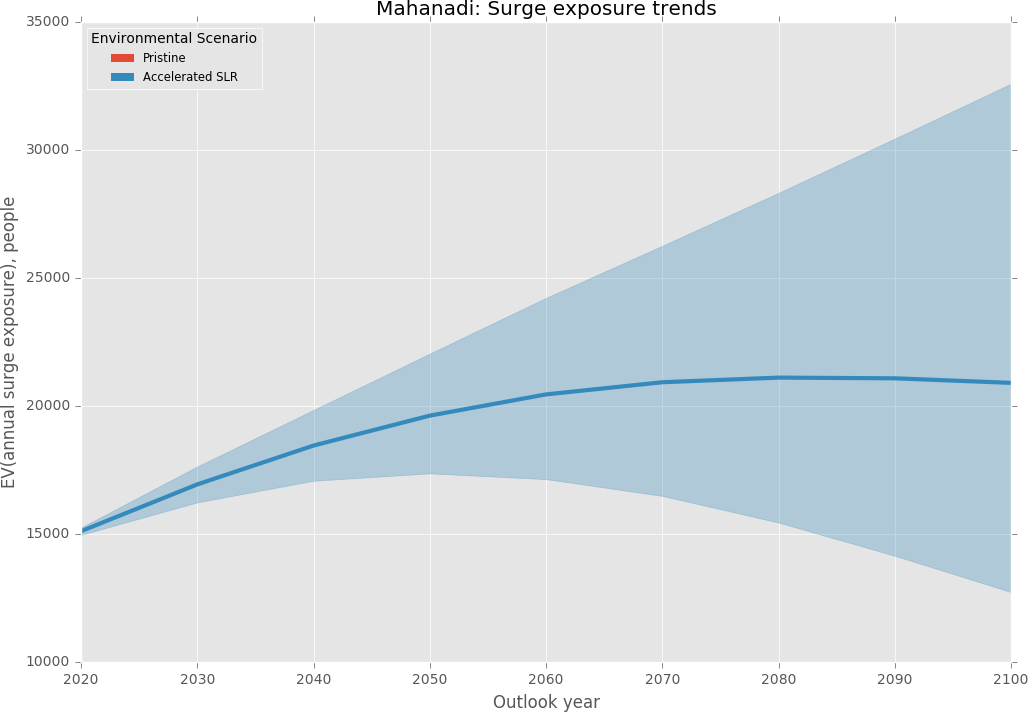 Mahanadi: Surge exposure trends
35000
30000
25000
20000
15000
10000
EV(annual surge exposure), people
Environmental Scenario
Pristine
Accelerated SLR
2020 2030 2040 2050 2060 2070 2080 2090 2100
Outlook year